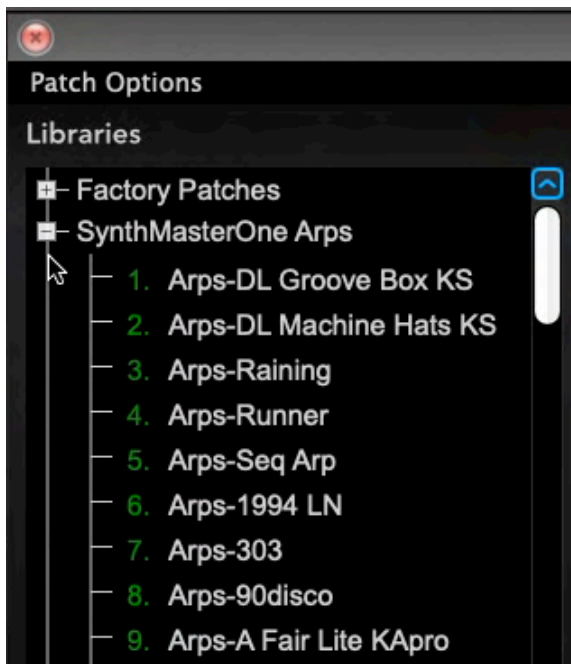 Patch Options
Libraries
Factory Patches
SynthMasterOne Arps
1. Arps-DL Groove Box KS
2. Arps-DL Machine Hats KS
3. Arps-Raining
4. Arps-Runner
5. Arps-Seq Arp
6. Arps-1994 LN
7. Arps-303
8. Arps-90disco
9. Arps-A Fair Lite KApro